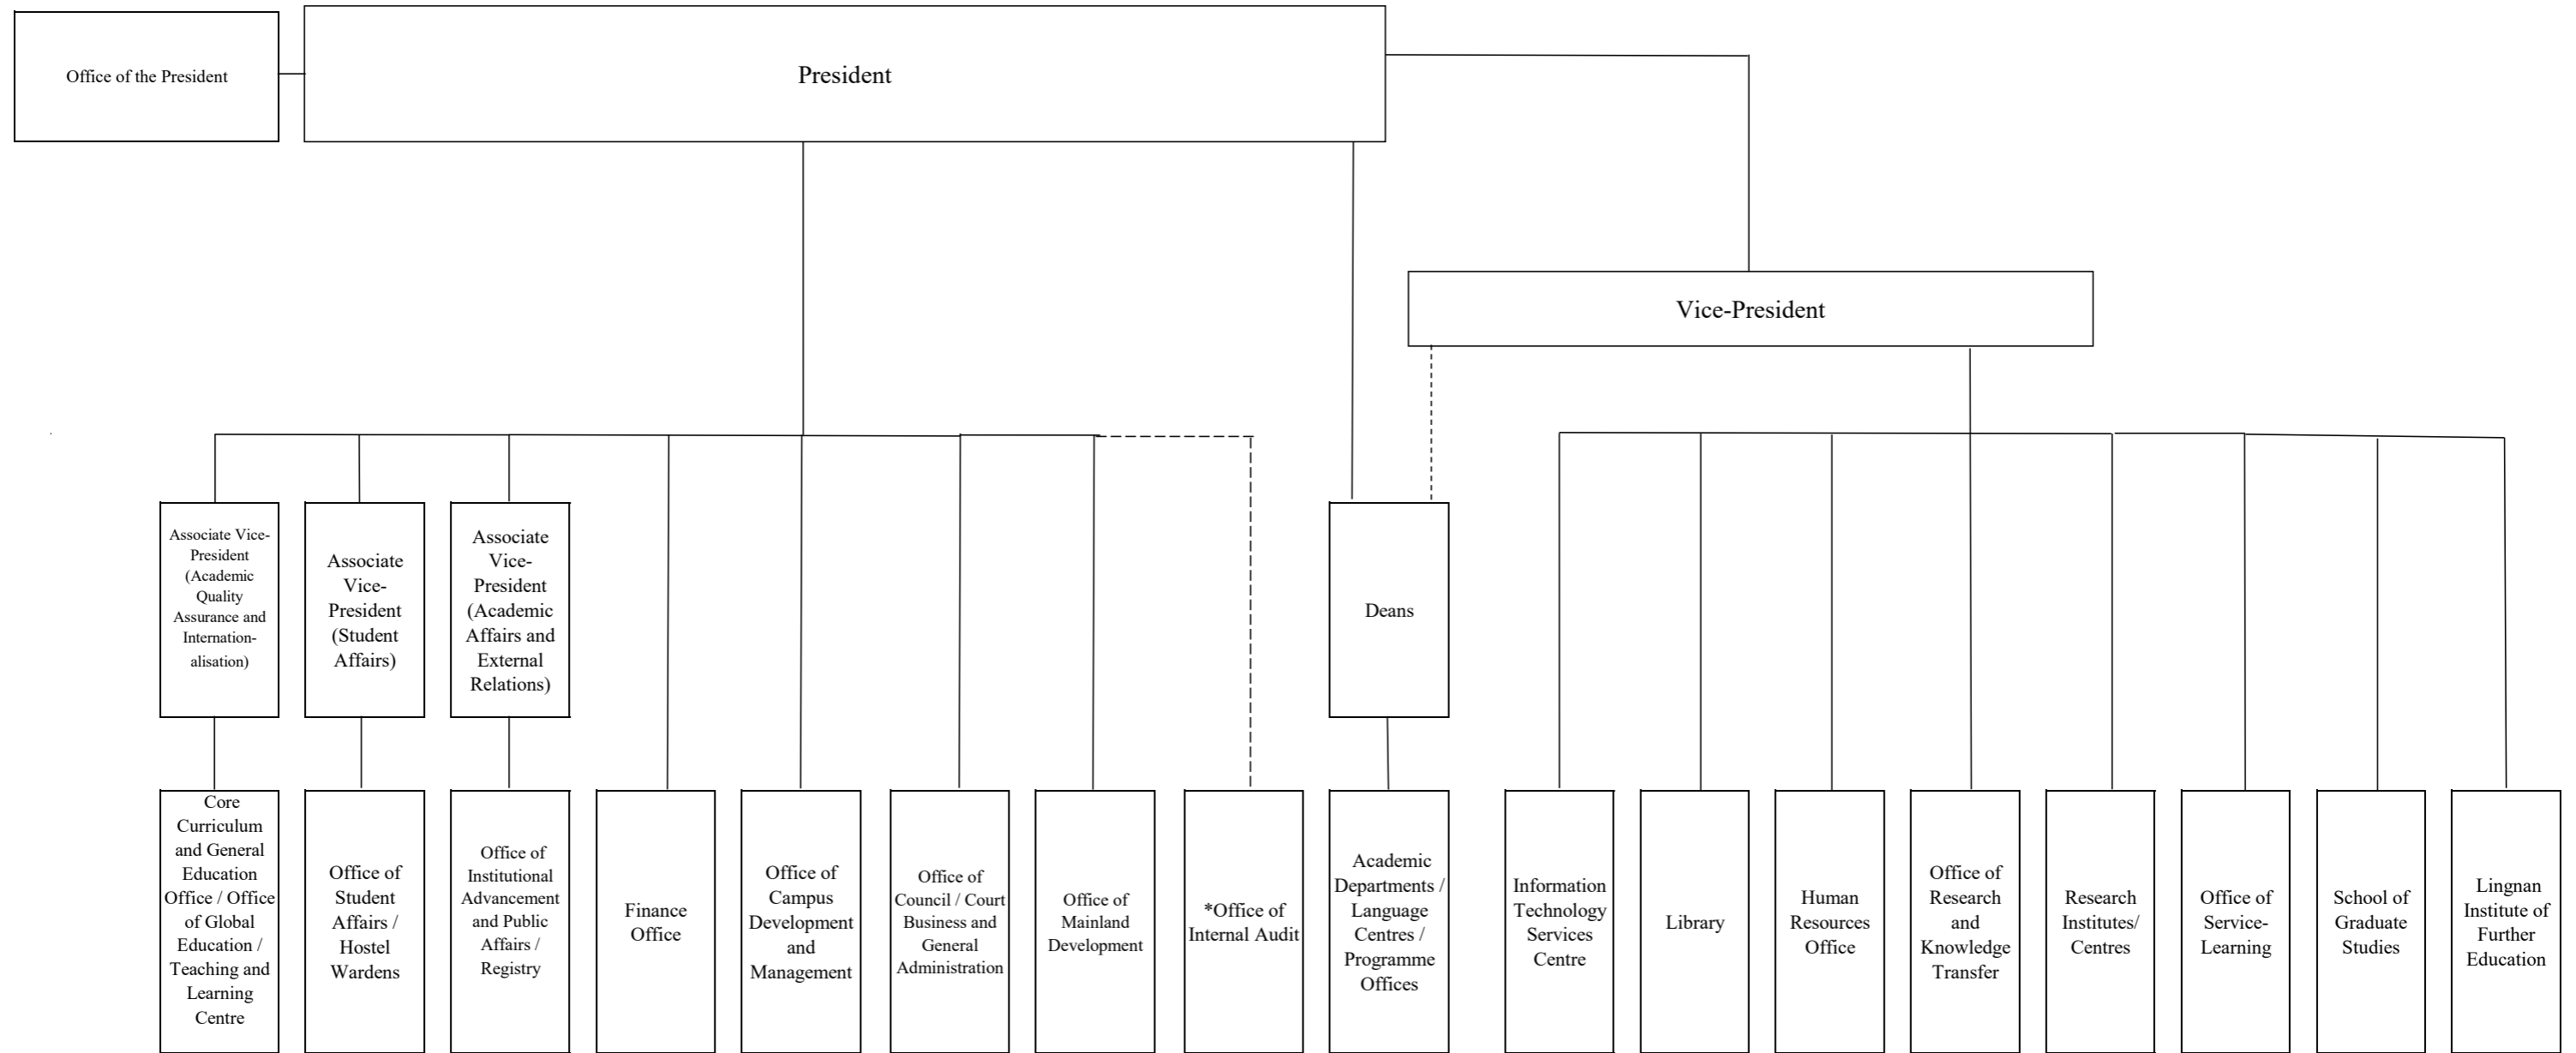 Office of the President
President
Vice-President
Associate Vice-
President
(Academic
Quality
Assurance and
Internation-
alisation)
Associate
Vice-
President
(Student
Affairs)
Associate
Vice-
President
(Academic
Affairs and
External
Relations)
Deans
Core
Curriculum
and General
Education
Office / Office
of Global
Education /
Teaching and
Learning
Centre
Office of
Student
Affairs /
Hostel
Wardens
Office of
Institutional
Advancement
and Public
Affairs /
Registry
Finance
Office
Office of
Campus
Development
and
Management
Office of
Council / Court
Business and
General
Administration
Office of
Mainland
Development
*Office of
Internal Audit
Academic
Departments /
Language
Centres /
Programme
Offices
Information
Technology
Services
Centre
Library
Human
Resources
Office
Office of
Research
and
Knowledge
Transfer
Research
Institutes/
Centres
Office of
Service-
Learning
School of
Graduate
Studies
Lingnan
Institute of
Further
Education